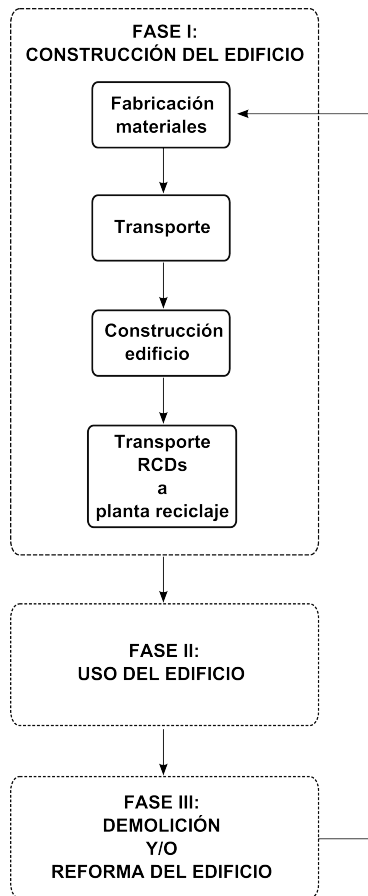 FASE I:
CONSTRUCCIÓN DEL EDIFICIO
Fabricación
materiales
Transporte
Construcción
edificio
Transporte
RCDs
a
planta reciclaje
FASE II:
USO DEL EDIFICIO
FASE III:
DEMOLICIÓN
Y/O
REFORMA DEL EDIFICIO